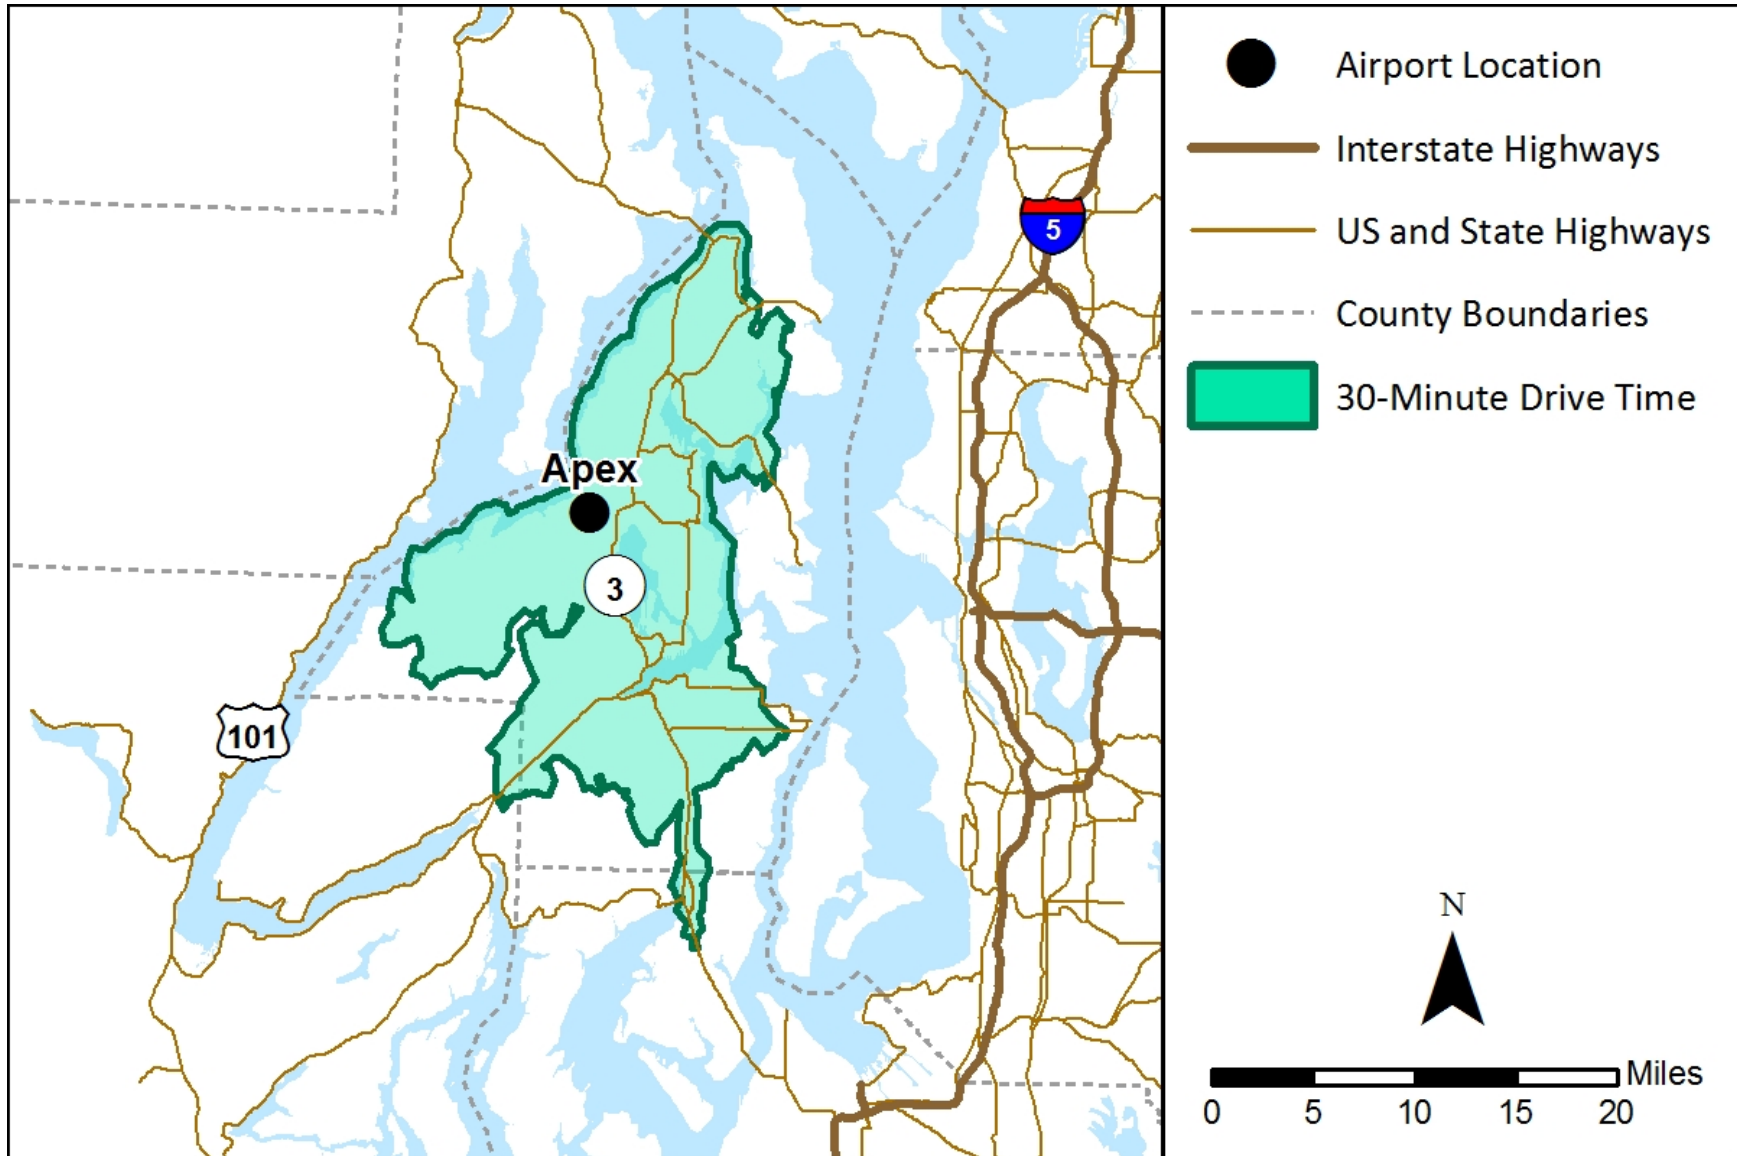 Apex
3
101
5
Airport Location
Interstate Highways
US and State Highways
County Boundaries
30-Minute Drive Time
N
Miles
0 5 10 15 20